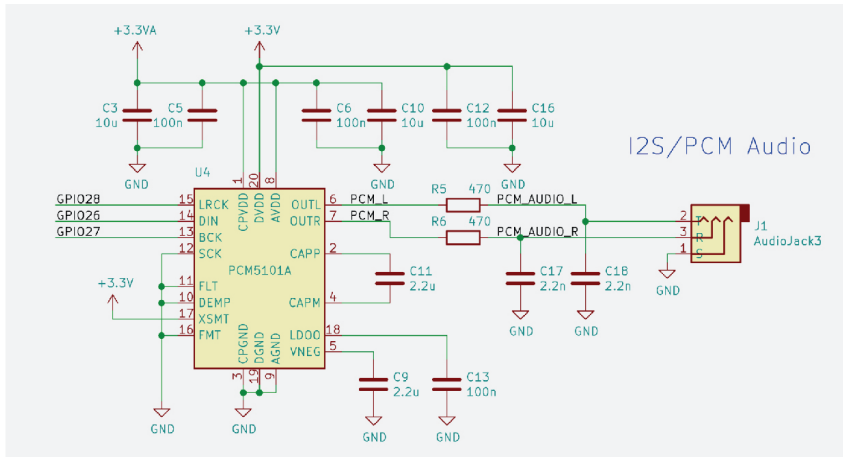 +3.3VA
+3.3V
C3
10u
C5
100n
C6
100n
C10
10u
C12
100n
C16
10u
GND
GND
GND
GND
I2S/PCM Audio
U4
1
20
8
CPVDD
DVDD
AVDD
GPIO28
15
LRCK
OUTL
6
PCM_L
R5
470
PCM_AUDIO_L
GPIO26
14
DIN
OUTR
7
PCM_R
R6
470
PCM_AUDIO_R
GPIO27
13
BCK
12
SCK
CAPP
2
PCM5101A
C11
2.2u
11
FLT
10
DEMP
CAPM
4
+3.3V
17
XSMT
16
FMT
LDOO
18
VNEG
5
CPGND
DGND
AGND
3
19
9
2
T
3
R
1
S
J1
AudioJack3
GND
C17
2.2n
C18
2.2n
GND
GND
C9
2.2u
C13
100n
GND
GND
GND
GND